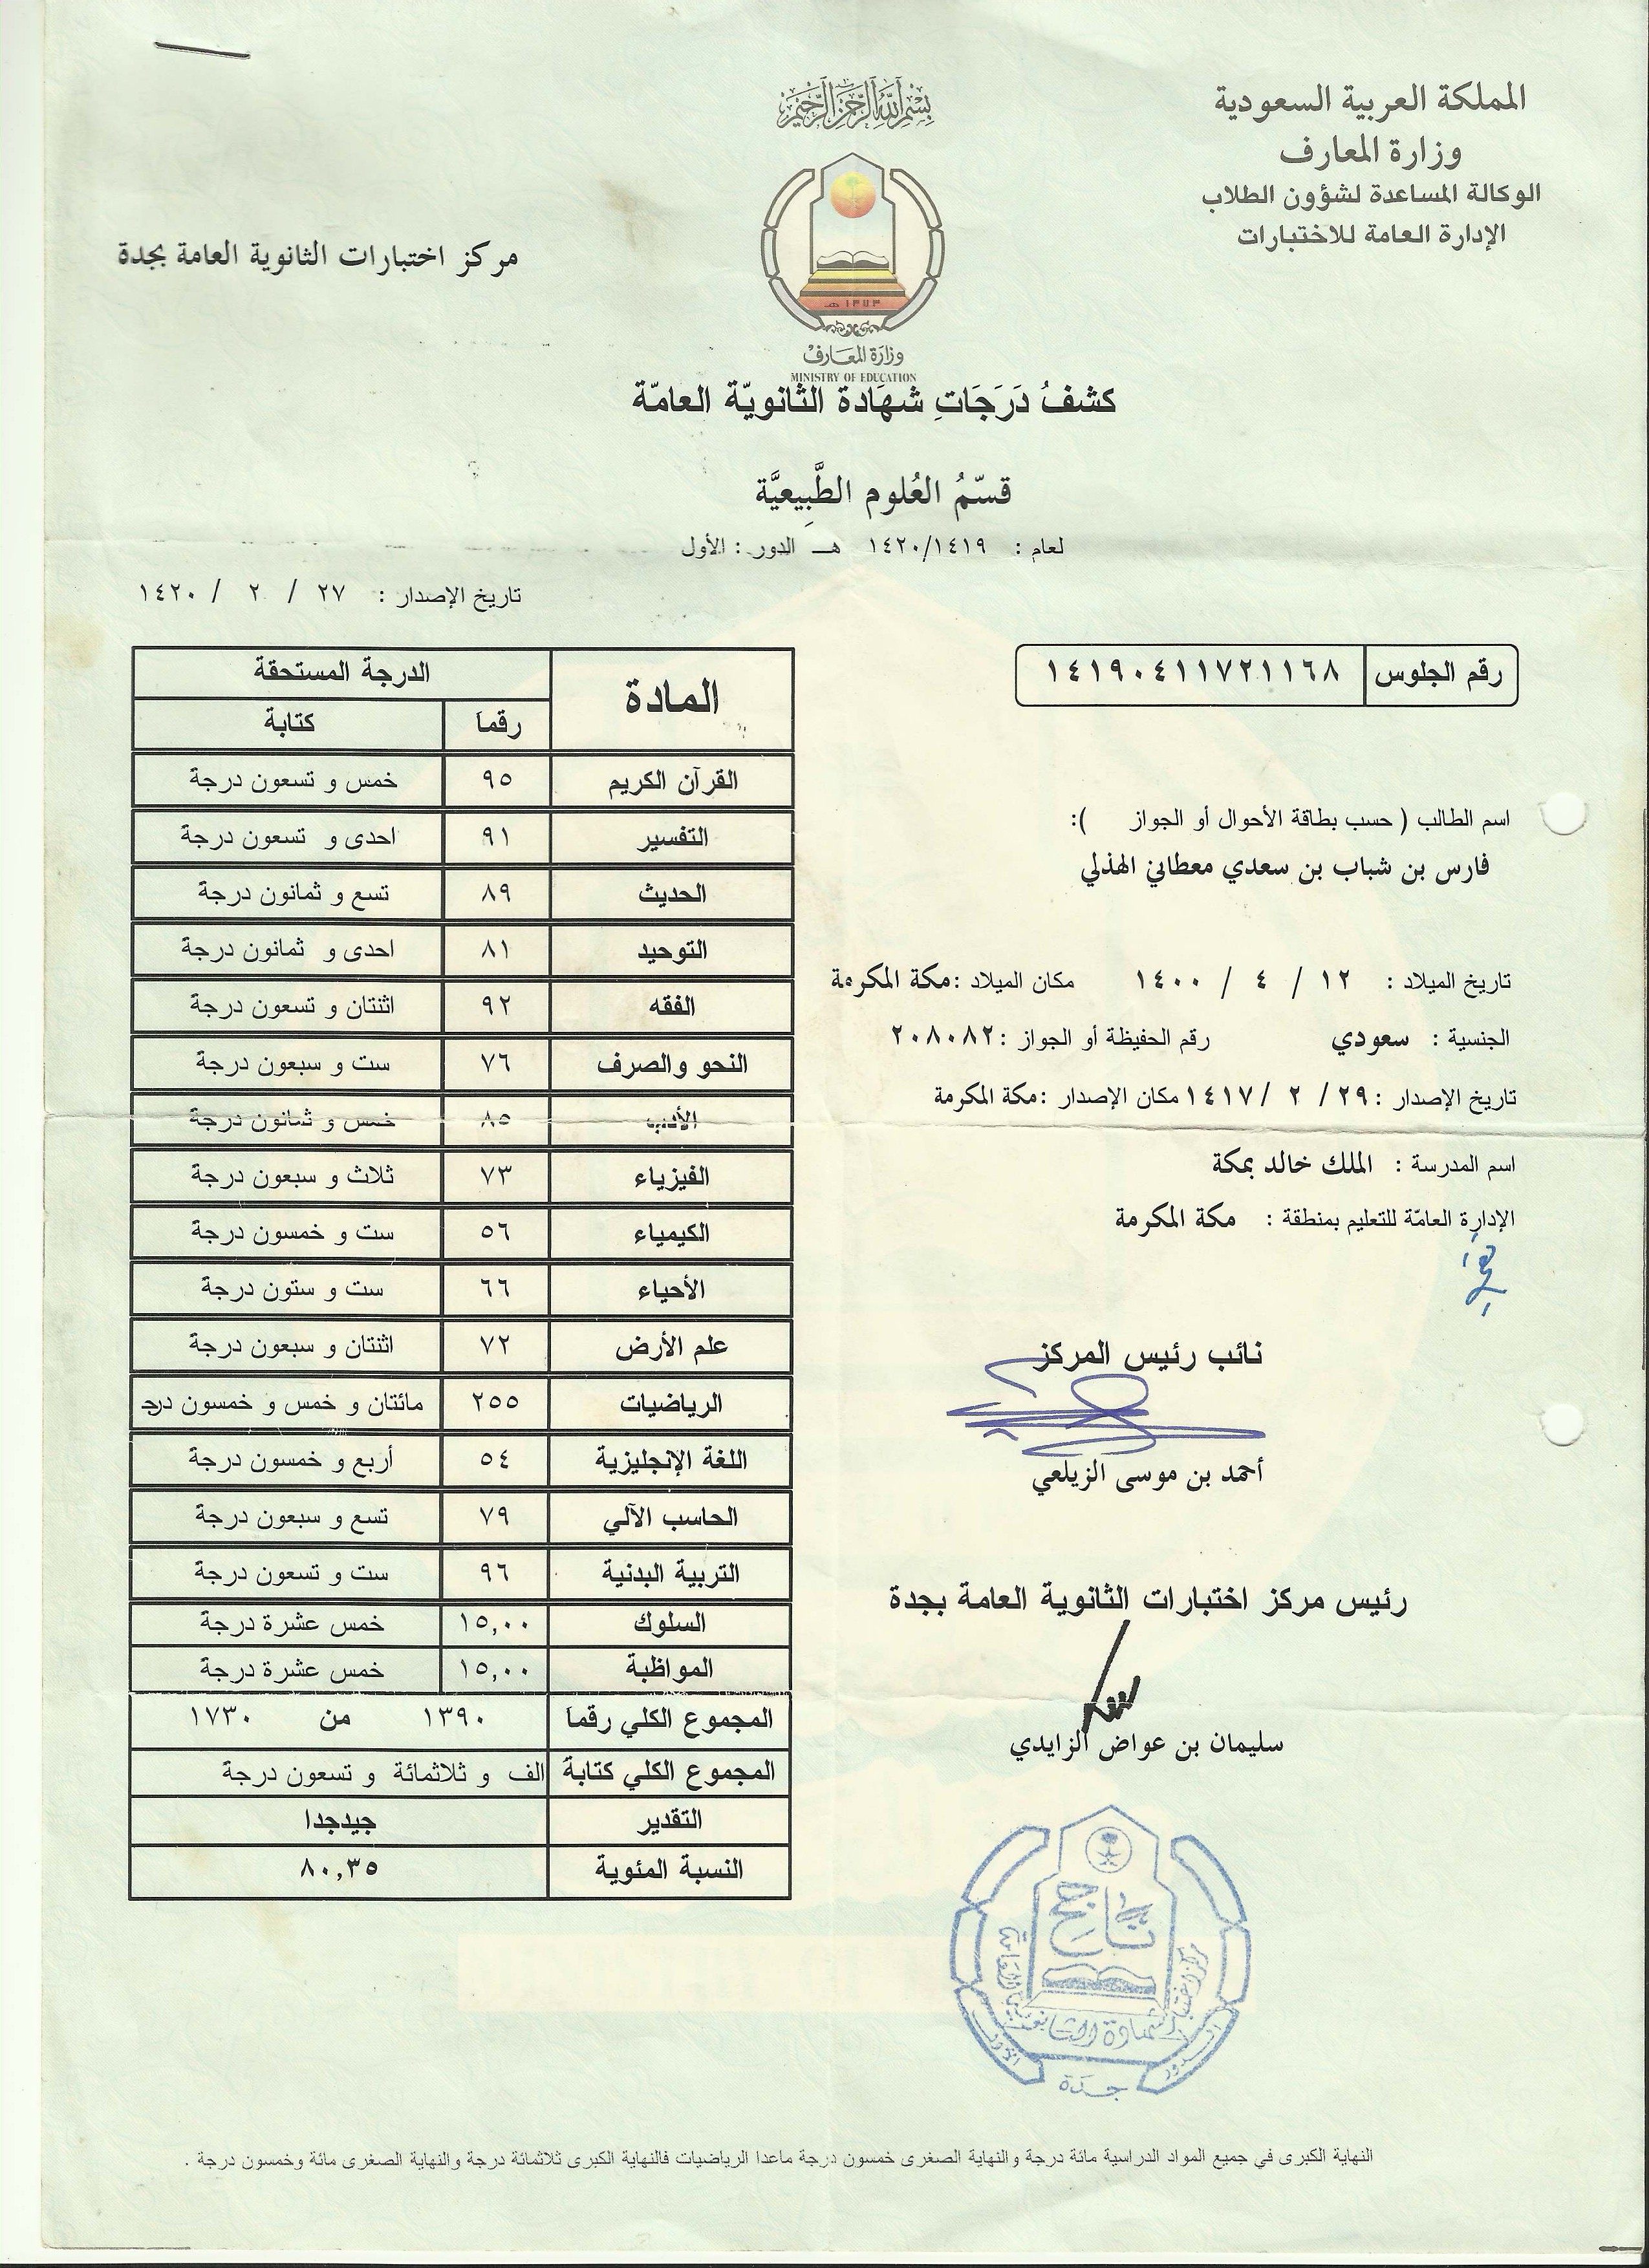 بسم الله الرحمن الرحيم
المملكة العربية السعودية
وزارة المعارف
الوكالة المساعدة لشؤون الطلاب
الإدارة العامة للاختبارات
مركز اختبارات الثانوية العامة بجدة
١٣٧٣ هـ
وزارة المعارف
MINISTRY OF EDUCATION
كشفُ دَرَجَاتِ شهَادة الثانويّة العامّة
قسّمُ العُلوم الطَّبِيعيَّة
لعام : ١٤٢٠/١٤١٩ هـ الدور : الأول
تاريخ الإصدار : ٢٧ / ٢ / ١٤٢٠
رقم الجلوس ١٤١٩٠٤١١٧٢١١٦٨
اسم الطالب ( حسب بطاقة الأحوال أو الجواز ):
فارس بن شباب بن سعدي معطاني الهذلي
تاريخ الميلاد : ١٢ / ٤ / ١٤٠٠ مكان الميلاد :مكة المكرمة
الجنسية : سعودي رقم الحفيظة أو الجواز :٢٠٨٠٨٢
تاريخ الإصدار :٢٩ / ٢ /١٤١٧ مكان الإصدار :مكة المكرمة
اسم المدرسة : الملك خالد بمكة
الإدارة العامّة للتعليم بمنطقة : مكة المكرمة
نائب رئيس المركز
أحمد بن موسى الزيلعي
رئيس مركز اختبارات الثانوية العامة بجدة
سليمان بن عواض الزايدي
المادة الدرجة المستحقة
رقما كتابة
القرآن الكريم ٩٥ خمس و تسعون درجة
التفسير ٩١ احدى و تسعون درجة
الحديث ٨٩ تسع و ثمانون درجة
التوحيد ٨١ احدى و ثمانون درجة
الفقه ٩٢ اثنتان و تسعون درجة
النحو والصرف ٧٦ ست و سبعون درجة
الأدب ٨٥ خمس و ثمانون درجة
الفيزياء ٧٣ ثلاث و سبعون درجة
الكيمياء ٥٦ ست و خمسون درجة
الأحياء ٦٦ ست و ستون درجة
علم الأرض ٧٢ اثنتان و سبعون درجة
الرياضيات ٢٥٥ مائتان و خمس و خمسون درج
اللغة الإنجليزية ٥٤ أربع و خمسون درجة
الحاسب الآلي ٧٩ تسع و سبعون درجة
التربية البدنية ٩٦ ست و تسعون درجة
السلوك ١٥,٠٠ خمس عشرة درجة
المواظبة ١٥,٠٠ خمس عشرة درجة
المجموع الكلي رقما ١٣٩٠ من ١٧٣٠
المجموع الكلي كتابة الف و ثلاثمائة و تسعون درجة
التقدير جيدجدا
النسبة المئوية ٨٠,٣٥
ناجح
مركز اختبار الشهادة الثانوية العامة
الدور الأول
جدة
النهاية الكبرى في جميع المواد الدراسية مائة درجة والنهاية الصغرى خمسون درجة ماعدا الرياضيات فالنهاية الكبرى ثلاثمائة درجة والنهاية الصغرى مائة وخمسون درجة .